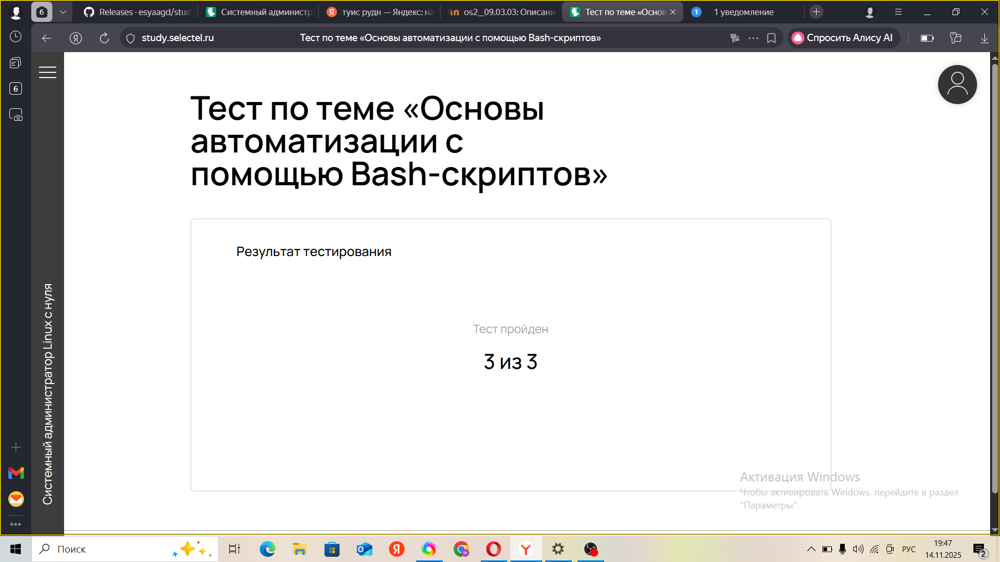 6
Releases · esyaagd/stud
Системный администр
туис рудн — Яндекс: на
os2__09.03.03: Описани
Тест по теме «Основ
1
1 уведомление
Я
study.selectel.ru
Тест по теме «Основы автоматизации с помощью Bash-скриптов»
Спросить Алису AI
6
Тест по теме «Основы
автоматизации с
помощью Bash-скриптов»
Результат тестирования
Тест пройден
3 из 3
Системный администратор Linux с нуля
Активация Windows
Чтобы активировать Windows, перейдите в раздел
"Параметры".
Поиск
РУС
19:47
14.11.2025
2